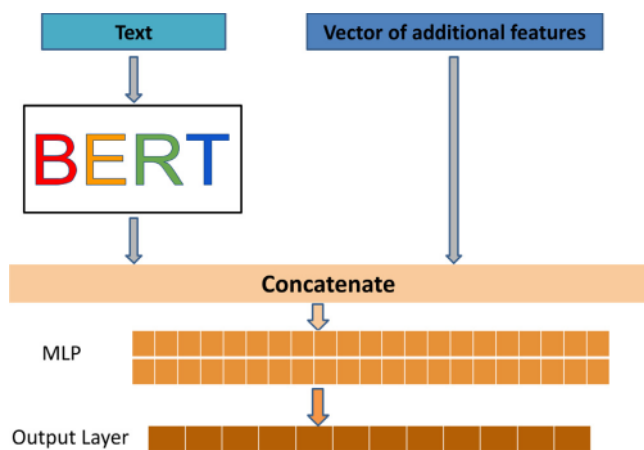 Text
Vector of additional features
BERT
Concatenate
MLP
Output Layer